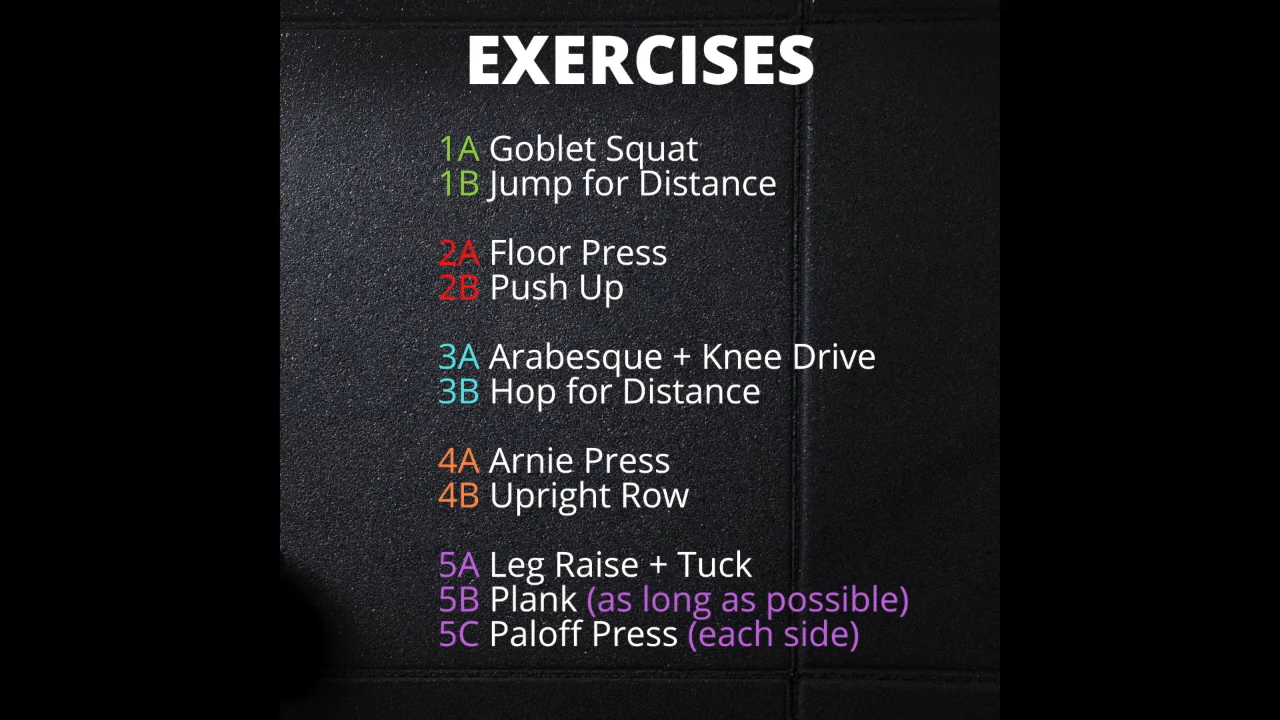 EXERCISES
1A Goblet Squat
1B Jump for Distance
2A Floor Press
2B Push Up
3A Arabesque + Knee Drive
3B Hop for Distance
4A Arnie Press
4B Upright Row
5A Leg Raise + Tuck
5B Plank (as long as possible)
5C Paloff Press (each side)